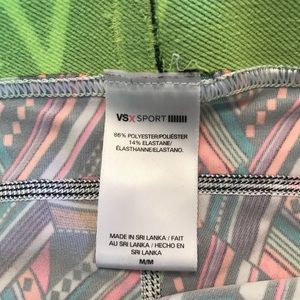 VSX SPORT
86% POLYESTER/POLIÉSTER
14% ELASTANE/
ÉLASTHANNE/ELASTANO.
MADE IN SRI LANKA / FAIT
AU SRI LANKA / HECHO EN
SRI LANKA
M/M